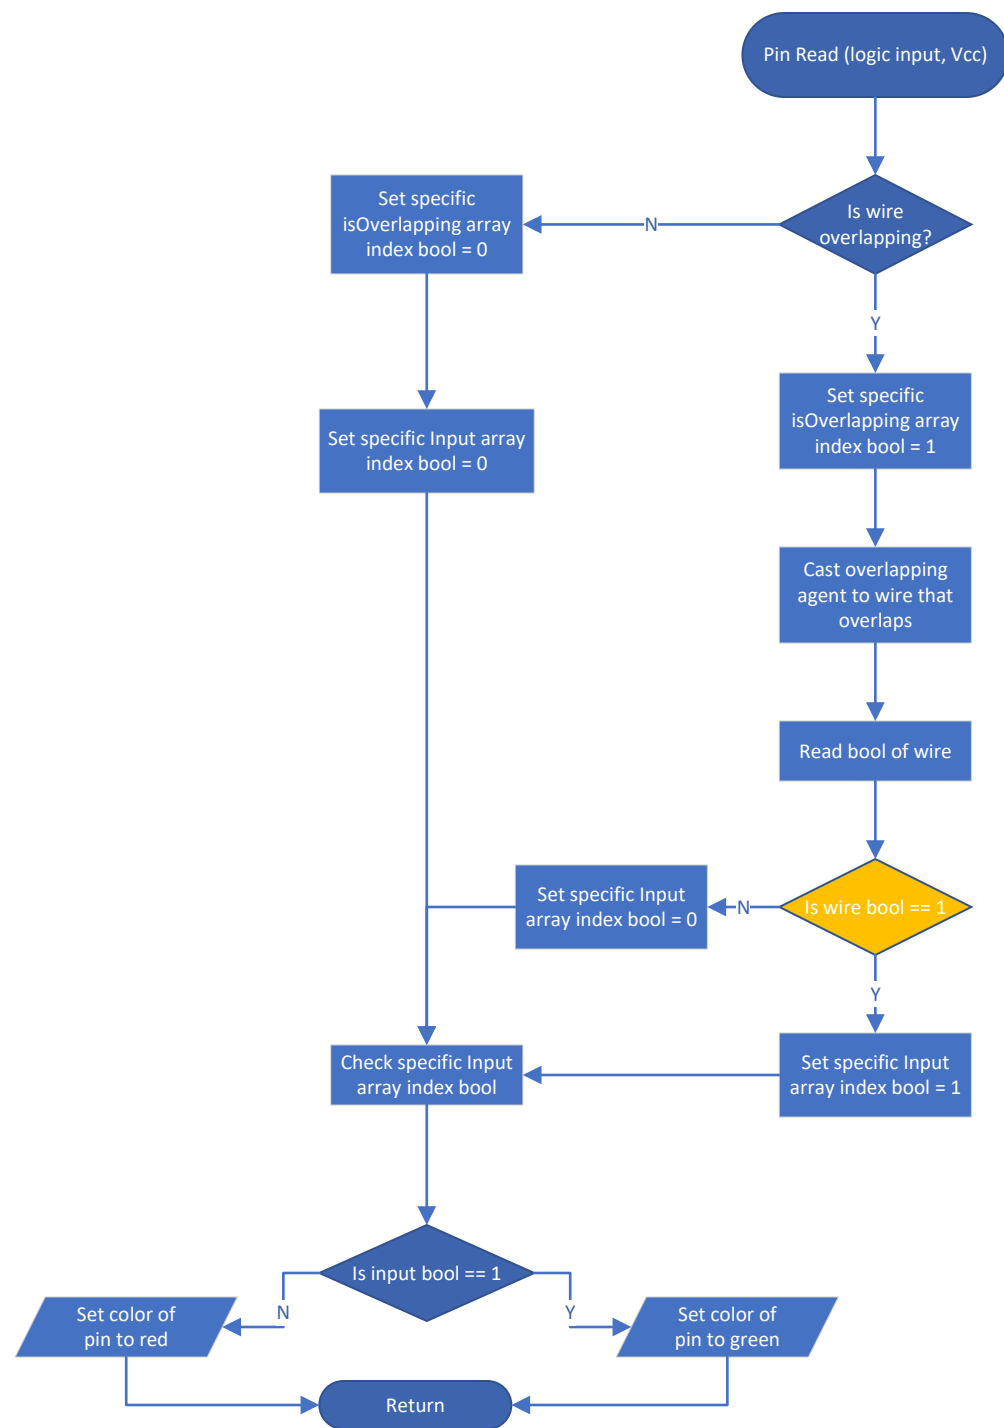 Pin Read (logic input, Vcc)
Is wire
overlapping?
N
Set specific
isOverlapping array
index bool = 0
Y
Set specific
isOverlapping array
index bool = 1
Set specific Input array
index bool = 0
Cast overlapping
agent to wire that
overlaps
Read bool of wire
Is wire bool == 1
N
Set specific Input
array index bool = 0
Y
Set specific Input
array index bool = 1
Check specific Input
array index bool
Is input bool == 1
N
Y
Set color of
pin to red
Set color of
pin to green
Return